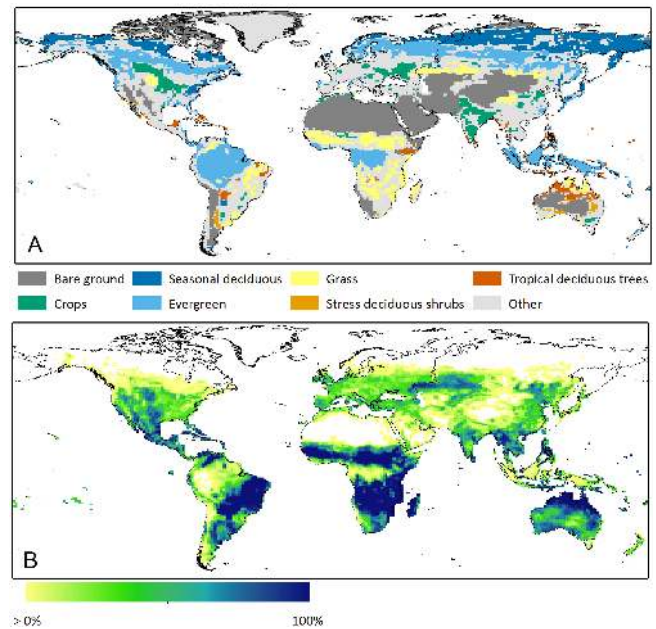 A
Bare ground Seasonal deciduous Grass Tropical deciduous trees
Crops Evergreen Stress deciduous shrubs Other
B
> 0% 100%